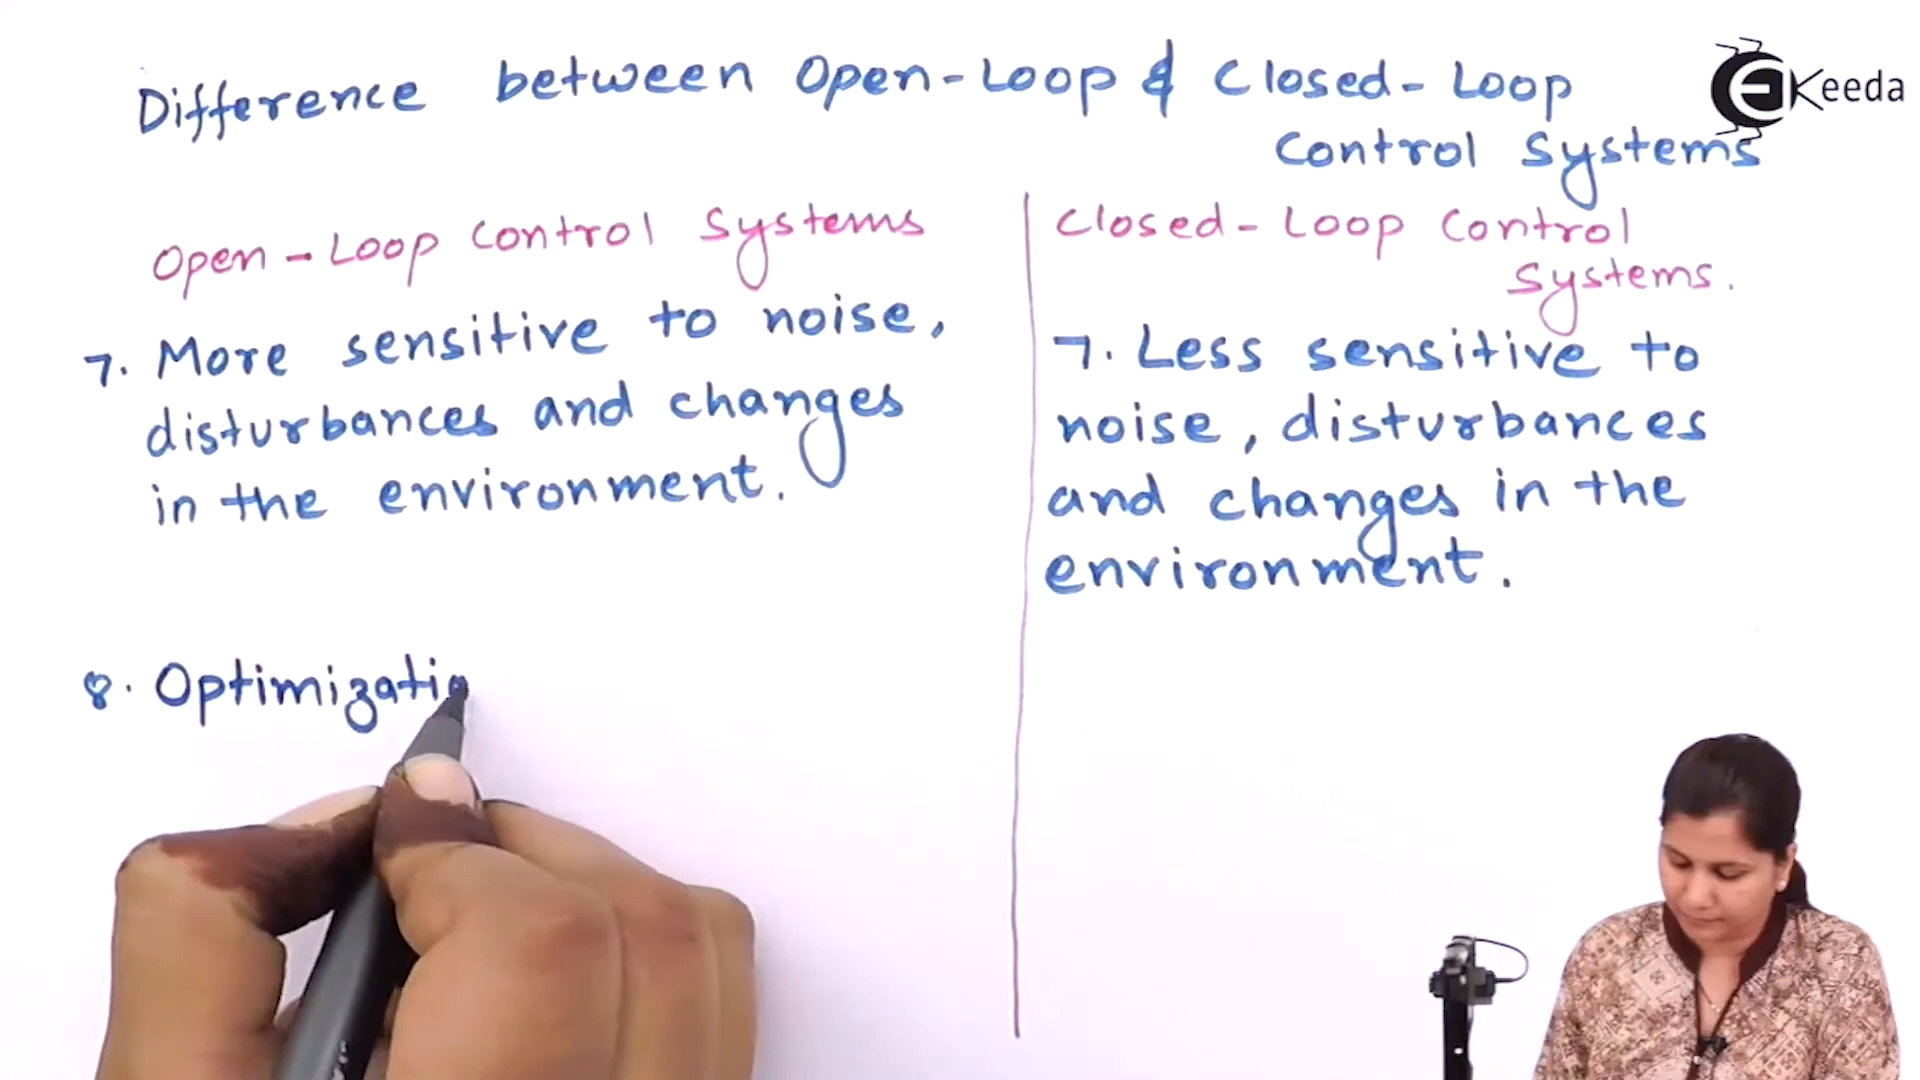 Difference between Open-Loop & Closed-Loop
Control Systems
EKeeda
Open-Loop Control Systems
7. More sensitive to noise,
disturbances and changes
in the environment.
8. Optimizatio
Closed-Loop Control
Systems.
7. Less sensitive to
noise, disturbances
and changes in the
environment.